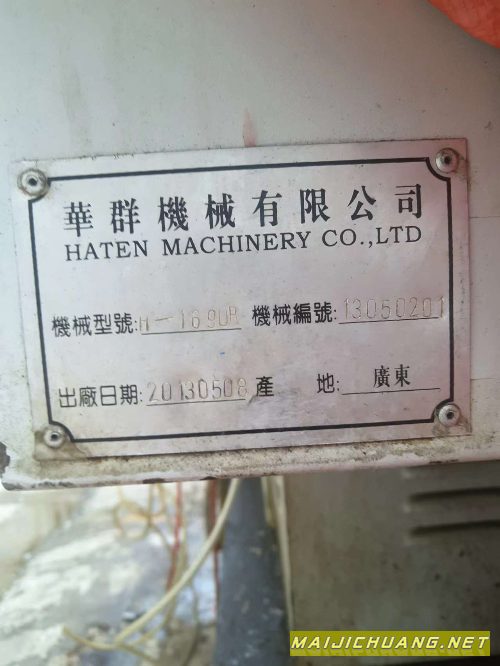 華群機械有限公司
HATEN MACHINERY CO.,LTD
機械型號:H-1690B 機械編號:13050201
出廠日期:20130508 產 地:廣東
MAIJICHUANG.NET